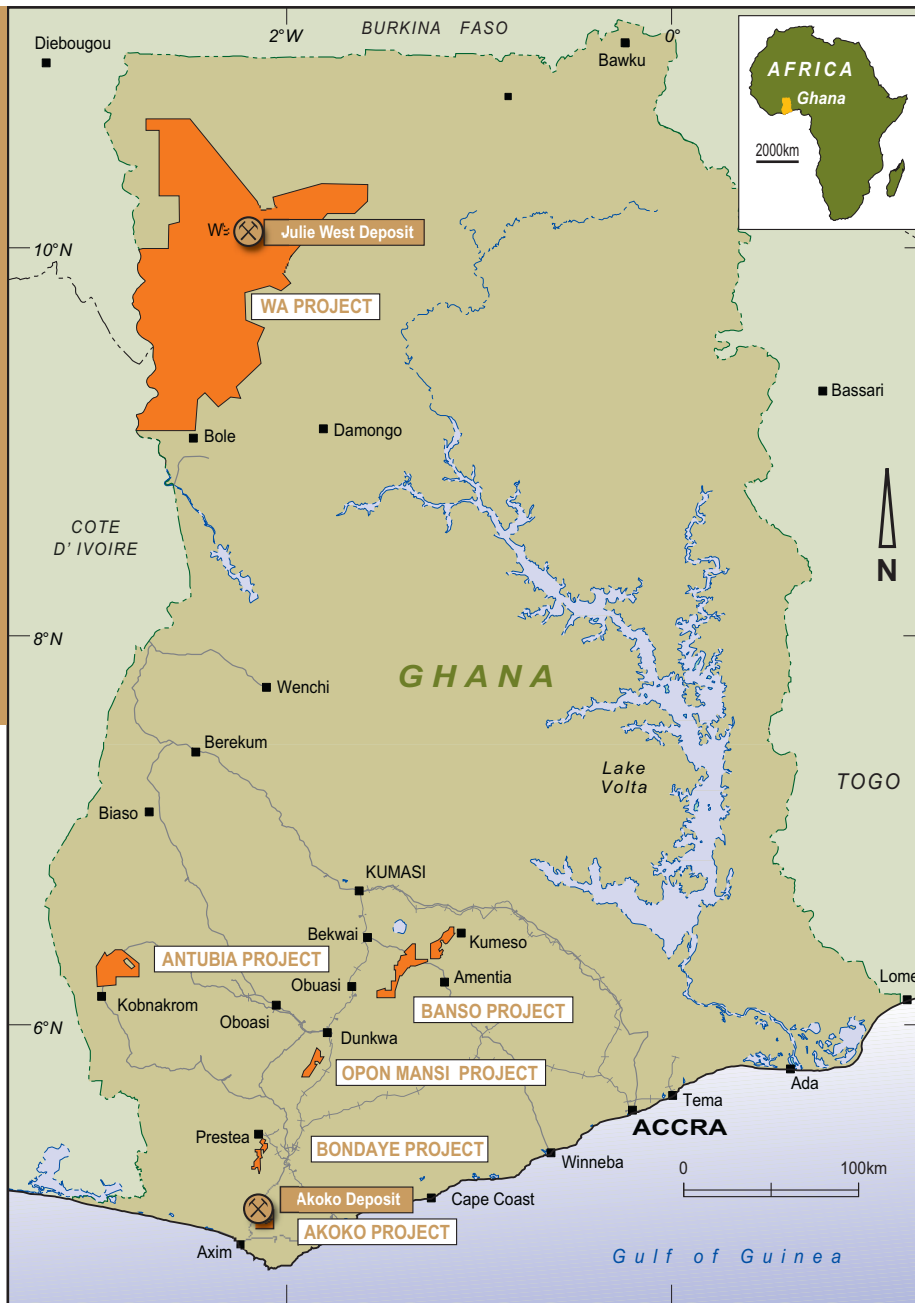 Diebougou
2°W
BURKINA FASO
0°
Bawku
AFRICA
Ghana
2000km
Julie West Deposit
10°N
WA PROJECT
Bassari
Bole
Damongo
COTE
D' IVOIRE
N
8°N
GHANA
Wenchi
Berekum
Lake
Volta
TOGO
Biaso
KUMASI
Bekwai
Kumeso
ANTUBIA PROJECT
Obuasi
Amentia
Lome
Kobnakrom
Oboasi
BANSO PROJECT
6°N
Dunkwa
OPON MANSI PROJECT
Ada
Tema
Prestea
ACCRA
BONDAYE PROJECT
Winneba
0
100km
Akoko Deposit
Cape Coast
AKOKO PROJECT
Axim
Gulf of Guinea